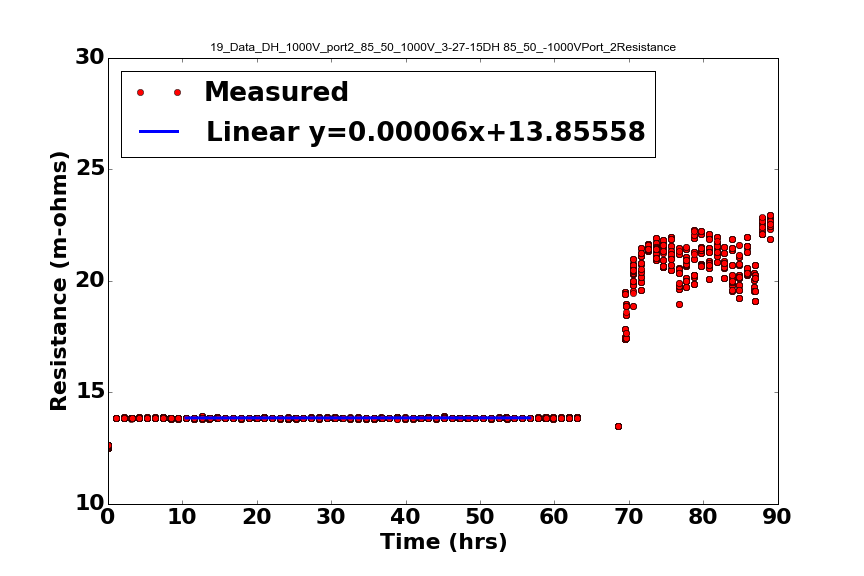 19_Data_DH_1000V_port2_85_50_1000V_3-27-15DH 85_50_-1000VPort_2Resistance
Measured
Linear y=0.00006x+13.85558
30
25
20
15
10
Resistance (m-ohms)
0 10 20 30 40 50 60 70 80 90
Time (hrs)